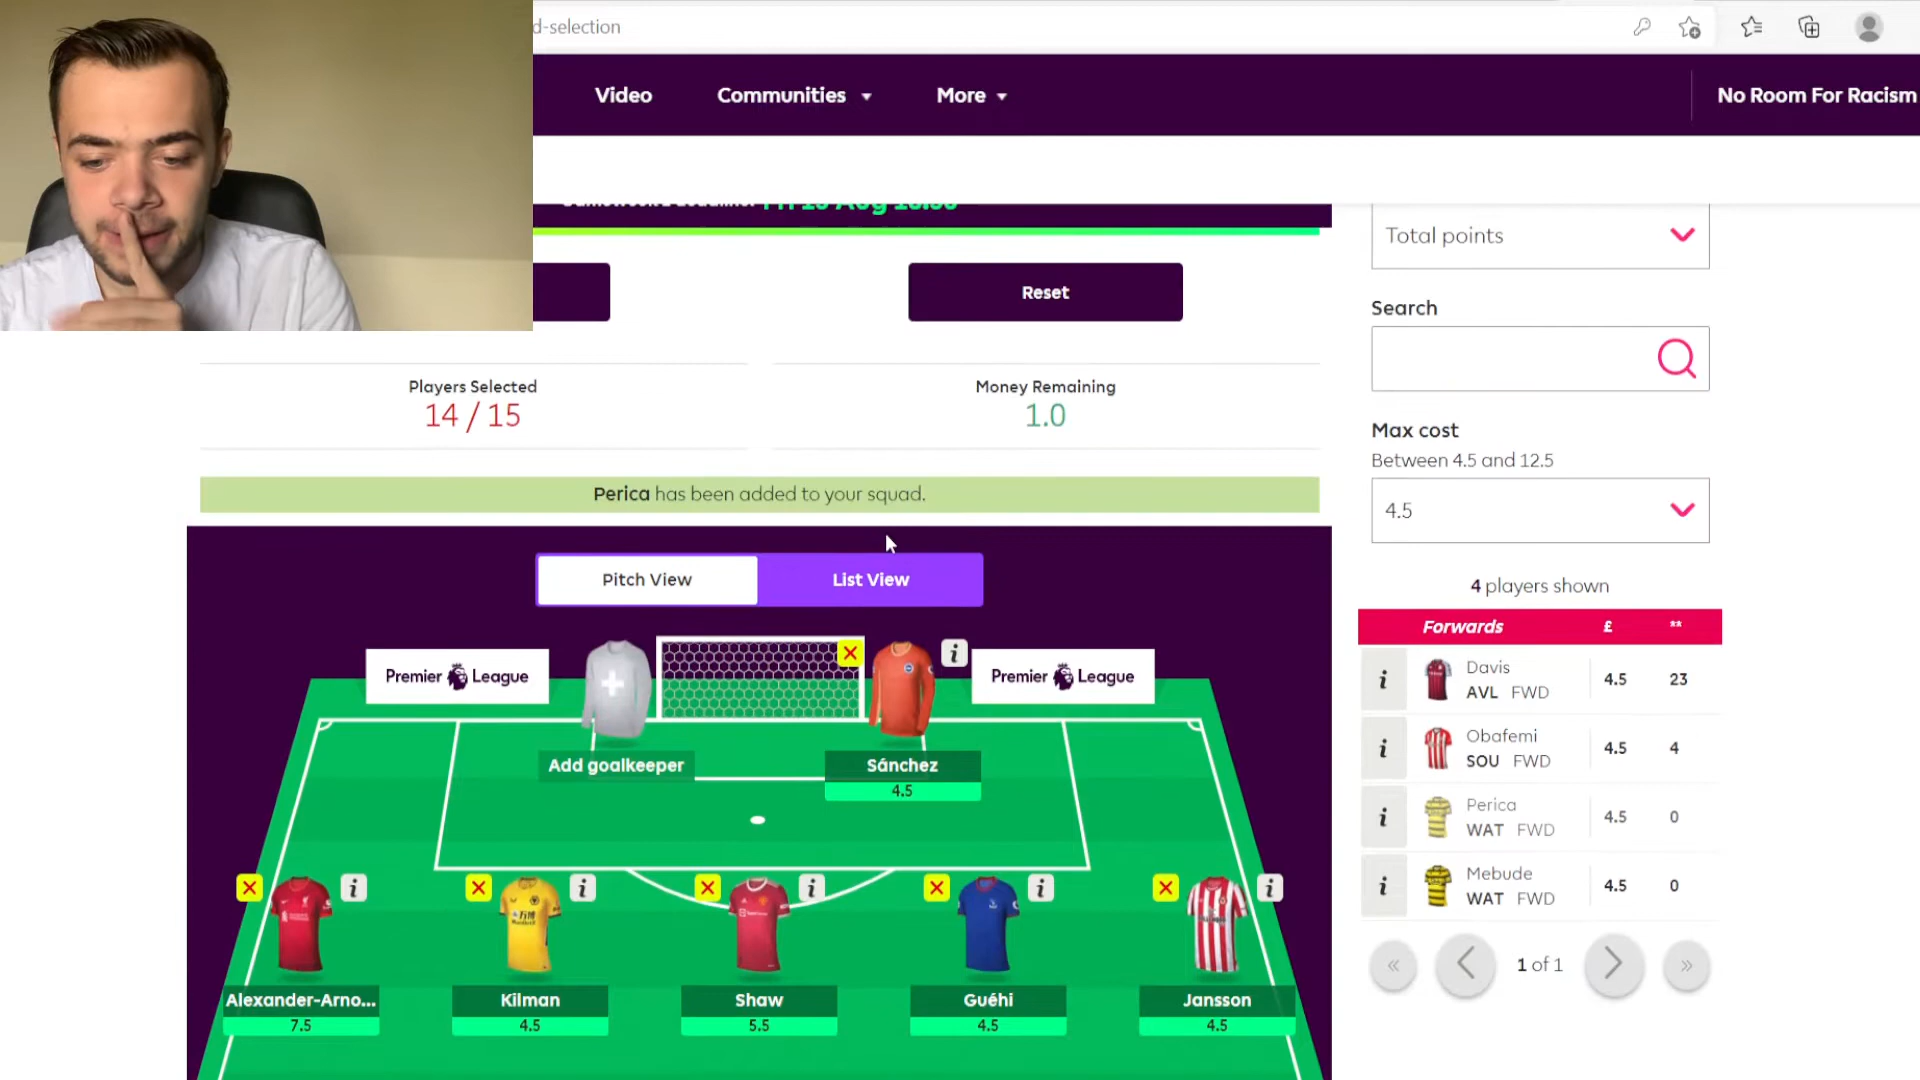 d-selection
Video
Communities
More
No Room For Racism
Total points
Reset
Search
Players Selected
14 / 15
Money Remaining
1.0
Max cost
Between 4.5 and 12.5
4.5
Perica has been added to your squad.
Pitch View
List View
4 players shown
Forwards £ **
Premier League
Premier League
Davis
AVL FWD
4.5
23
Obafemi
SOU FWD
4.5
4
Perica
WAT FWD
4.5
0
Mebude
WAT FWD
4.5
0
Add goalkeeper
Sánchez
4.5
1 of 1
Alexander-Arno...
7.5
Kilman
4.5
Shaw
5.5
Guéhi
4.5
Jansson
4.5